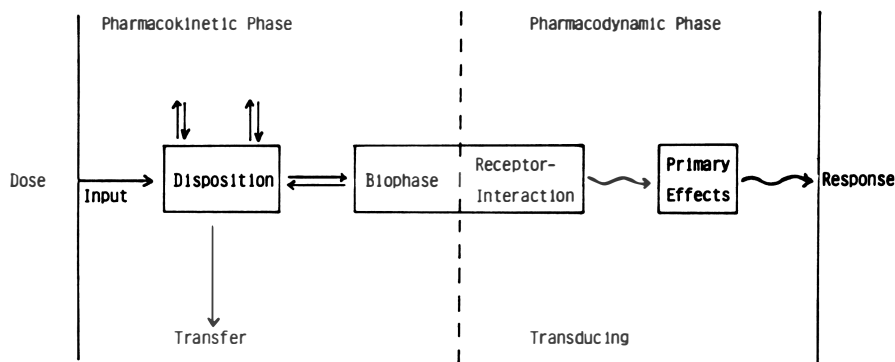 Pharmacokinetic Phase
Pharmacodynamic Phase
Dose
Input
Disposition
Biophase
Receptor-
Interaction
Primary
Effects
Response
Transfer
Transducing